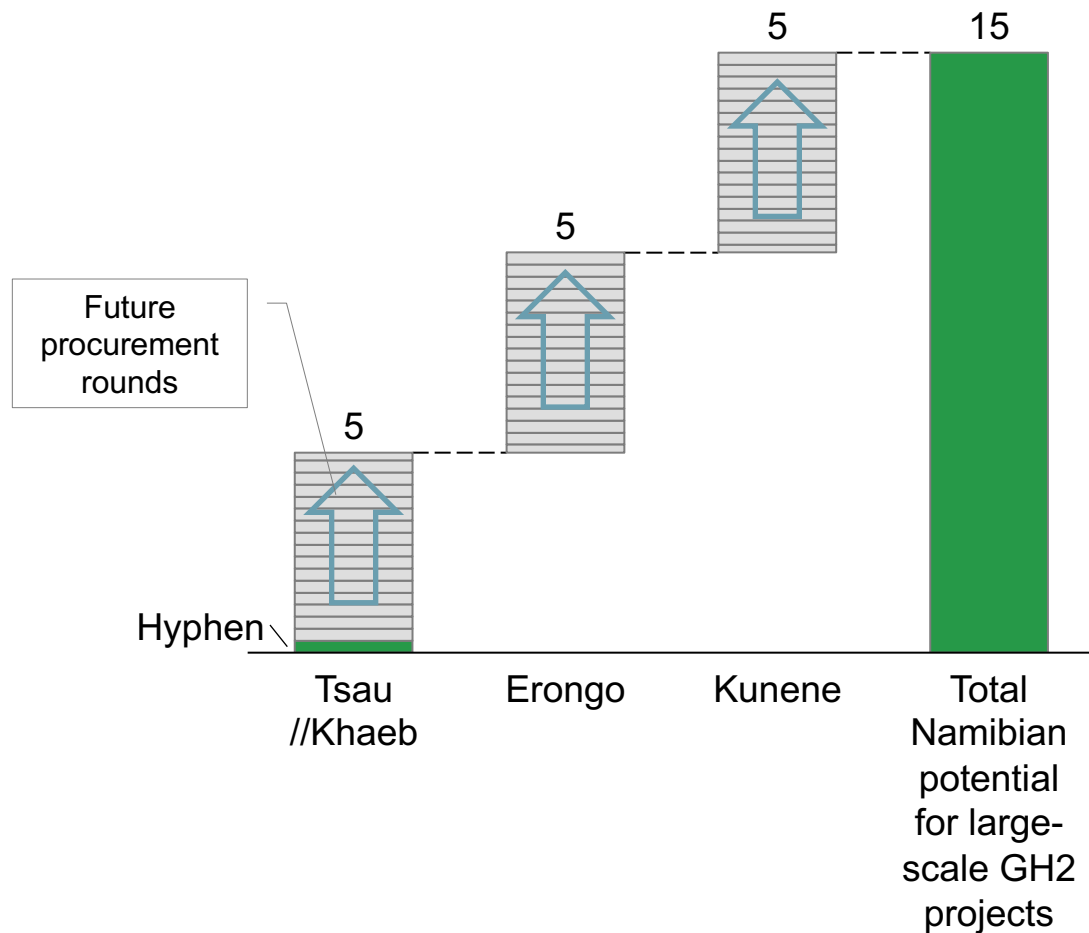 5
15
5
Future
procurement
rounds
5
Hyphen
Tsau
//Khaeb
Erongo
Kunene
Total
Namibian
potential
for large-
scale GH2
projects